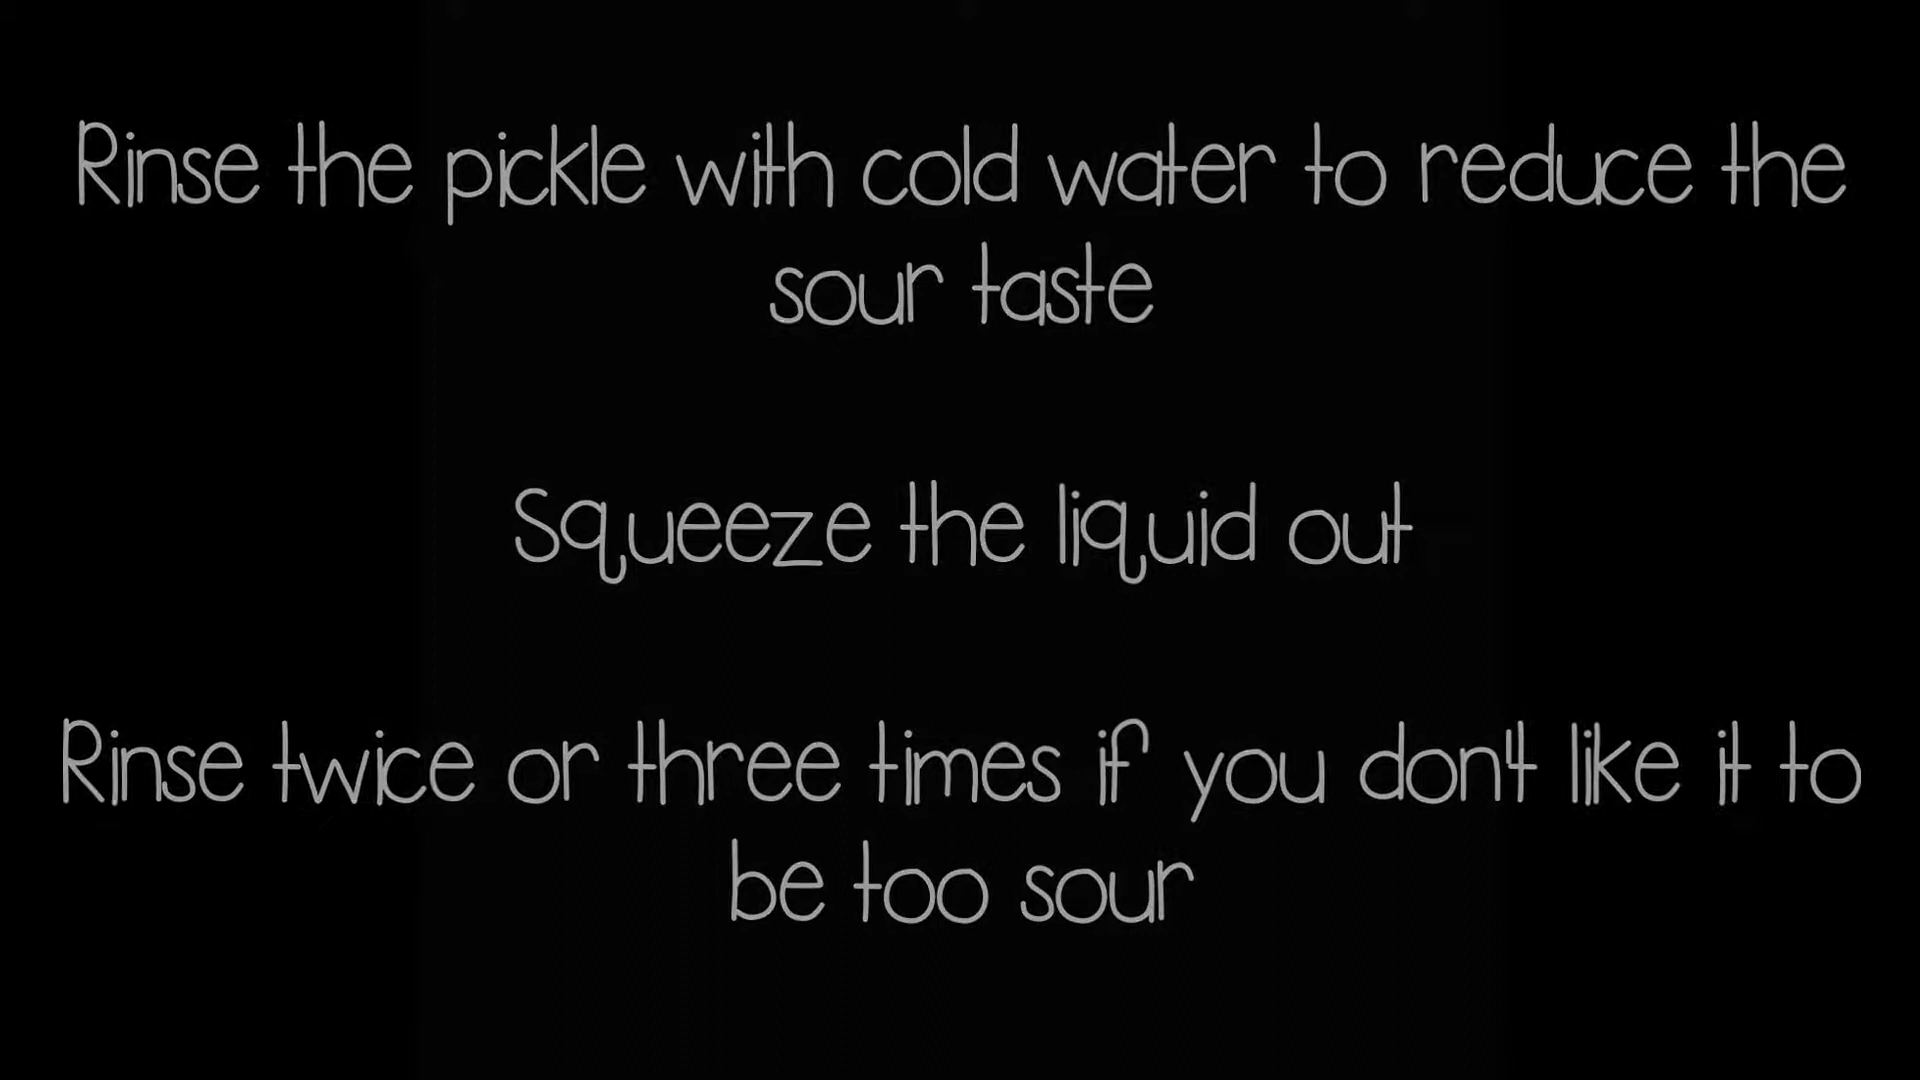 Rinse the pickle with cold water to reduce the
sour taste
Squeeze the liquid out
Rinse twice or three times if you don't like it to
be too sour